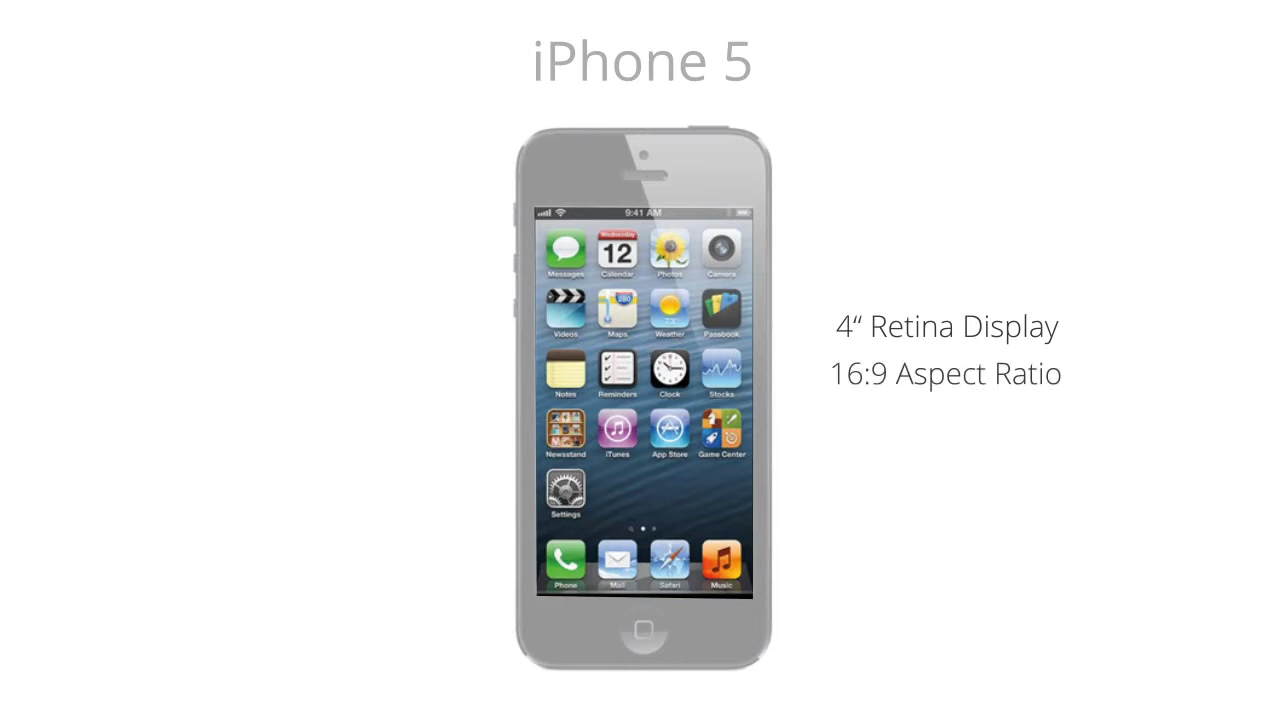 iPhone 5
9:41 AM
Wednesday
12
Messages Calendar Photos Camera
280
Videos Maps Weather Passbook
4“ Retina Display
16:9 Aspect Ratio
Notes Reminders Clock Stocks
Newsstand iTunes App Store Game Center
Settings
Phone Mail Safari Music